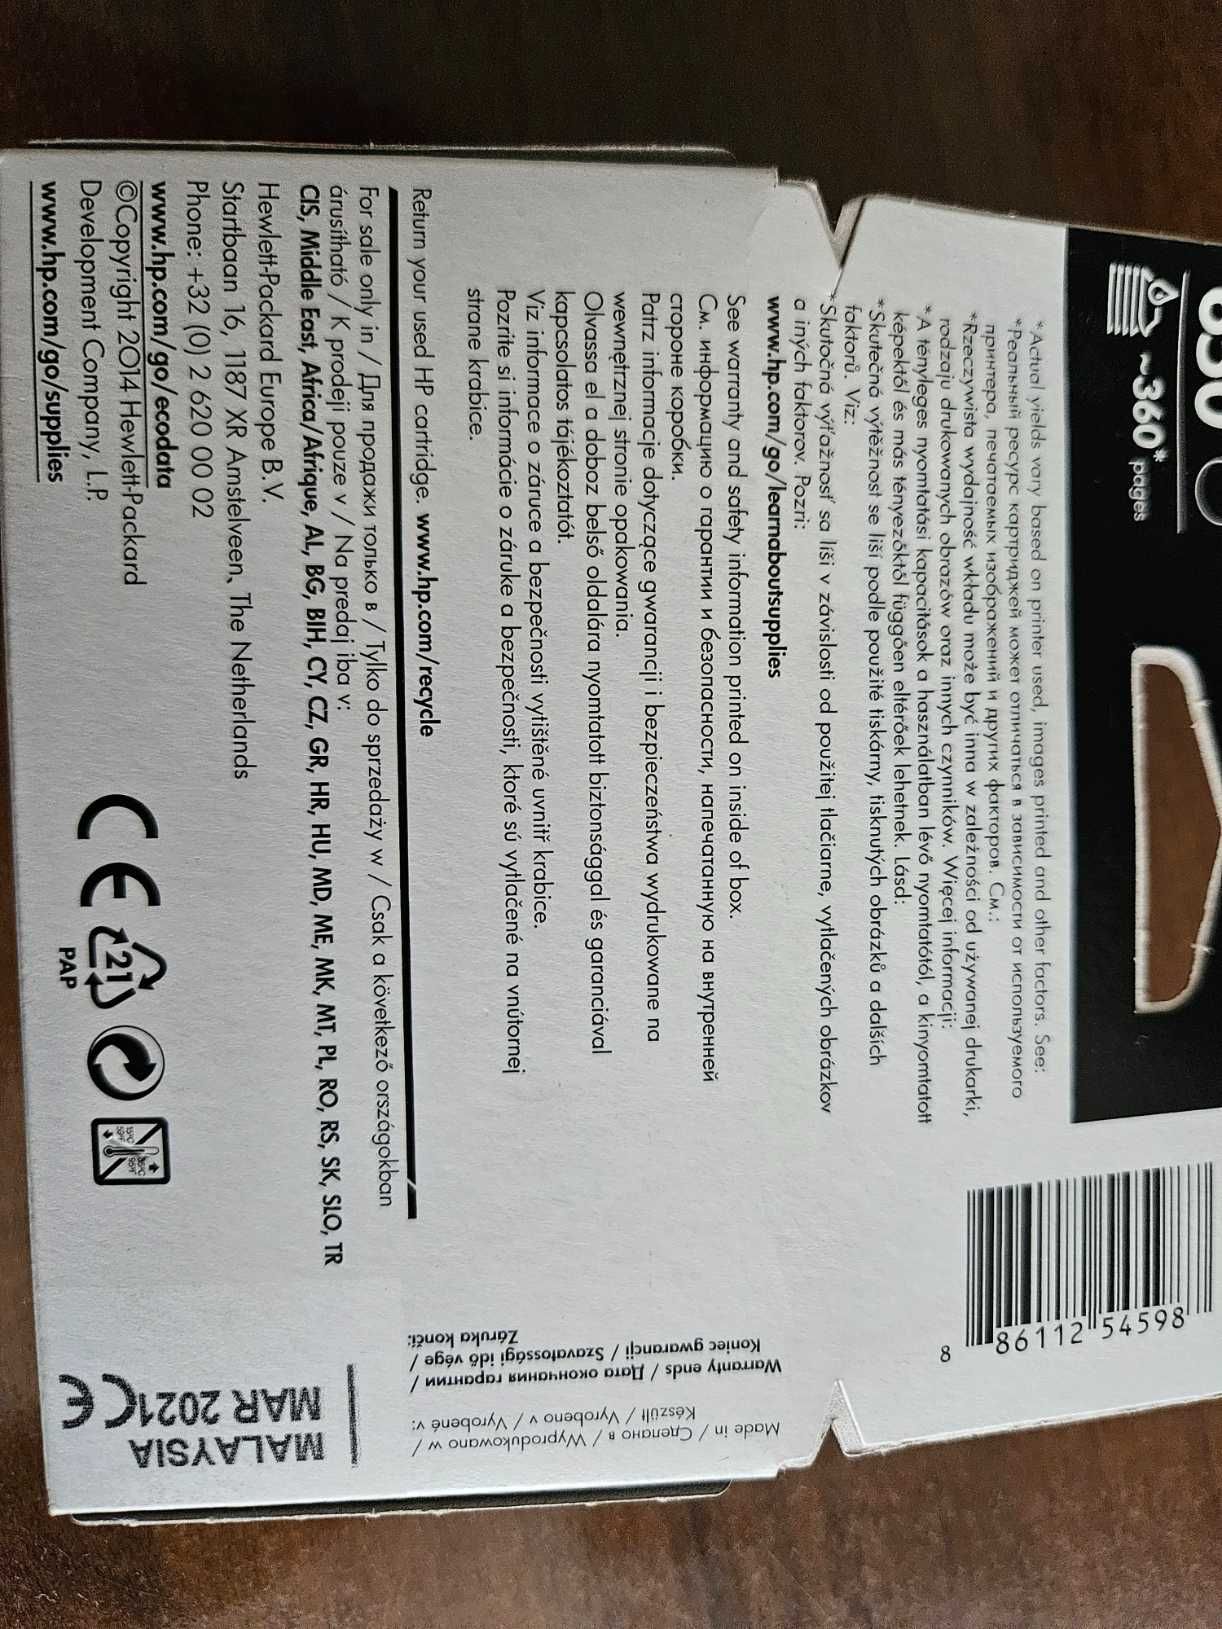 ~360* pages
*Actual yields vary based on printer used, images printed and other factors. See:
*Реальный ресурс картриджей может отличаться в зависимости от используемого
принтера, печатаемых изображений и других факторов. См.:
*Rzeczywista wydajność wkładu może być inna w zależności od używanej drukarki,
rodzaju drukowanych obrazów oraz innych czynników. Więcej informacji:
*A tényleges nyomtatási kapacitások a használatban lévő nyomtatótól, a kinyomtatott
képektől és más tényezőktől függően eltérőek lehetnek. Lásd:
*Skutečná výtěžnost se liší podle použité tiskárny, tisknutých obrázků a dalších
faktorů. Viz:
*Skutočná výťažnosť sa líši v závislosti od použitej tlačiarne, vytlačených obrázkov
a iných faktorov. Pozri:
www.hp.com/go/learnaboutsupplies
See warranty and safety information printed on inside of box.
См. информацию о гарантии и безопасности, напечатанную на внутренней
стороне коробки.
Patrz informacje dotyczące gwarancji i bezpieczeństwa wydrukowane na
wewnętrznej stronie opakowania.
Olvassa el a doboz belső oldalára nyomtatott biztonsággal és garanciával
kapcsolatos tájékoztatót.
Viz informace o záruce a bezpečnosti vytištěné uvnitř krabice.
Pozrite si informácie o záruke a bezpečnosti, ktoré sú vytlačené na vnútornej
strane krabice.
Return your used HP cartridge. www.hp.com/recycle
For sale only in / Для продажи только в / Tylko do sprzedaży w / Csak a következő országokban
árusítható / K prodeji pouze v / Na predaj iba v:
CIS, Middle East, Africa/Afrique, AL, BG, BIH, CY, CZ, GR, HR, HU, MD, ME, MK, MT, PL, RO, RS, SK, SLO, TR
Hewlett-Packard Europe B.V.
Startbaan 16, 1187 XR Amstelveen, The Netherlands
Phone: +32 (0) 2 620 00 02
www.hp.com/go/ecodata
©Copyright 2014 Hewlett-Packard
Development Company, L.P.
www.hp.com/go/supplies
CE
21
PAP
15°C
59°F
35°C
95°F
8 86112 54598
Made in / Сделано в / Wyprodukowano w /
Készült / Vyrobeno v / Vyrobené v:
Warranty ends / Дата окончания гарантии /
Koniec gwarancji / Szavatossági idő vége /
Záruka končí:
MALAYSIA
MAR 2021
CE